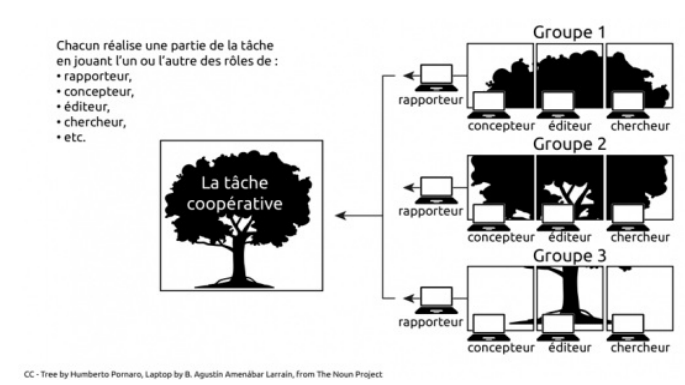 Chacun réalise une partie de la tâche
en jouant l'un ou l'autre des rôles de :
• rapporteur,
• concepteur,
• éditeur,
• chercheur,
• etc.
La tâche
coopérative
Groupe 1
rapporteur
concepteur éditeur chercheur
Groupe 2
rapporteur
concepteur éditeur chercheur
Groupe 3
rapporteur
concepteur éditeur chercheur
CC - Tree by Humberto Pornaro, Laptop by B. Agustín Amenábar Larraín, from The Noun Project